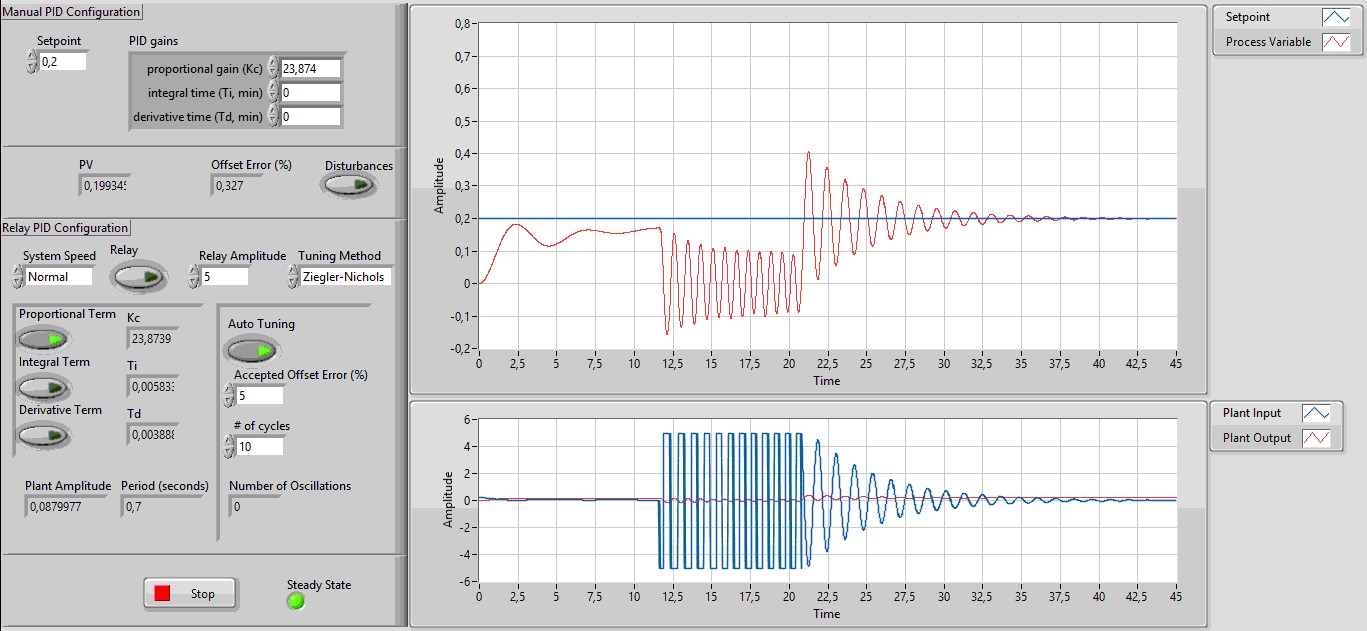 Manual PID Configuration
Setpoint
0,2
PID gains
proportional gain (Kc) 23,874
integral time (Ti, min) 0
derivative time (Td, min) 0
PV
0,199345
Offset Error (%)
0,327
Disturbances
Relay PID Configuration
System Speed
Normal
Relay
Relay Amplitude
5
Tuning Method
Ziegler-Nichols
Proportional Term
Kc
23,8739
Integral Term
Ti
0,005833
Derivative Term
Td
0,003888
Auto Tuning
Accepted Offset Error (%)
5
# of cycles
10
Plant Amplitude
0,0879977
Period (seconds)
0,7
Number of Oscillations
0
Stop
Steady State
Amplitude
0,8
0,7
0,6
0,5
0,4
0,3
0,2
0,1
0
-0,1
-0,2
0 2,5 5 7,5 10 12,5 15 17,5 20 22,5 25 27,5 30 32,5 35 37,5 40 42,5 45
Time
Setpoint
Process Variable
Amplitude
6
4
2
0
-2
-4
-6
0 2,5 5 7,5 10 12,5 15 17,5 20 22,5 25 27,5 30 32,5 35 37,5 40 42,5 45
Time
Plant Input
Plant Output